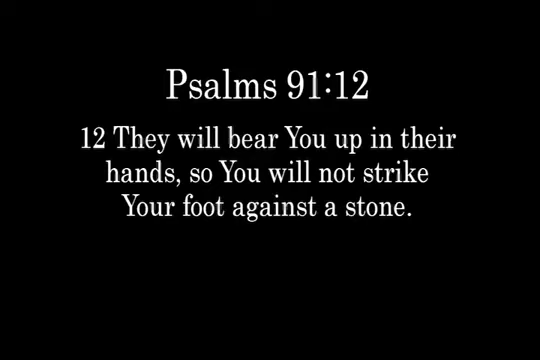 Psalms 91:12
12 They will bear You up in their
hands, so You will not strike
Your foot against a stone.